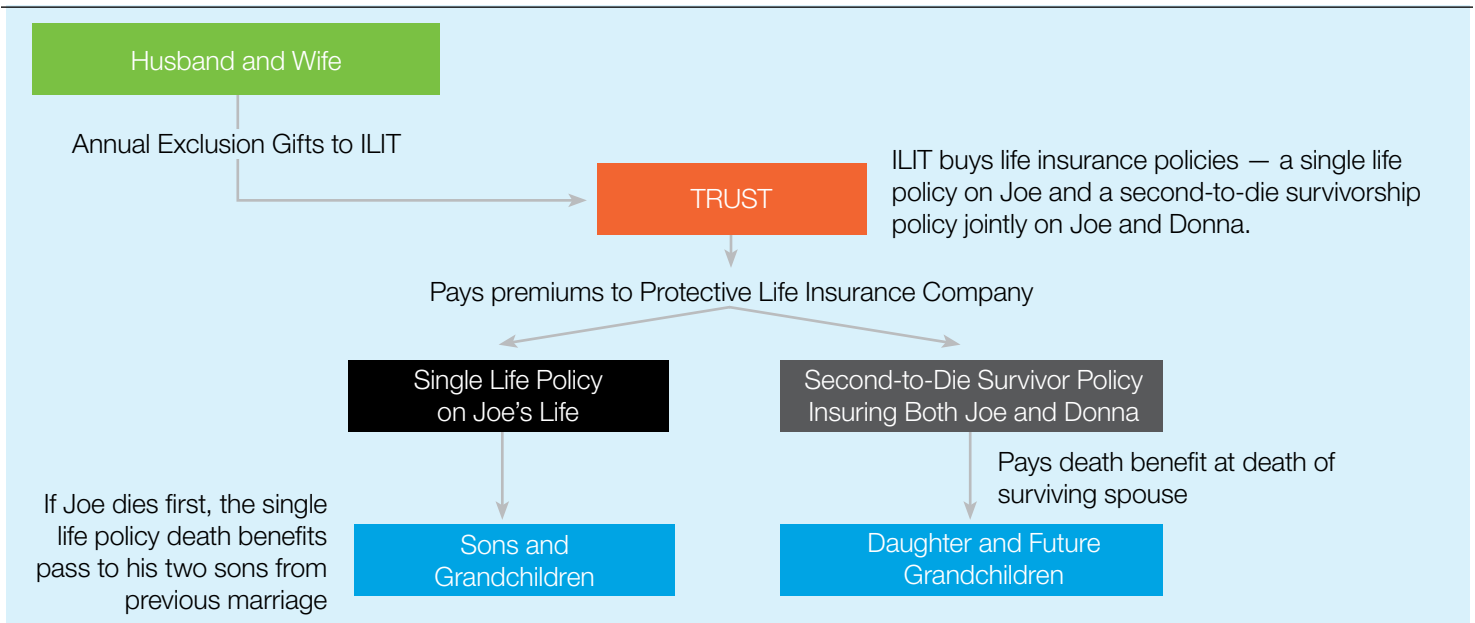 Husband and Wife
Annual Exclusion Gifts to ILIT
TRUST
ILIT buys life insurance policies — a single life
policy on Joe and a second-to-die survivorship
policy jointly on Joe and Donna.
Pays premiums to Protective Life Insurance Company
Single Life Policy
on Joe’s Life
Second-to-Die Survivor Policy
Insuring Both Joe and Donna
If Joe dies first, the single
life policy death benefits
pass to his two sons from
previous marriage
Pays death benefit at death of
surviving spouse
Sons and
Grandchildren
Daughter and Future
Grandchildren